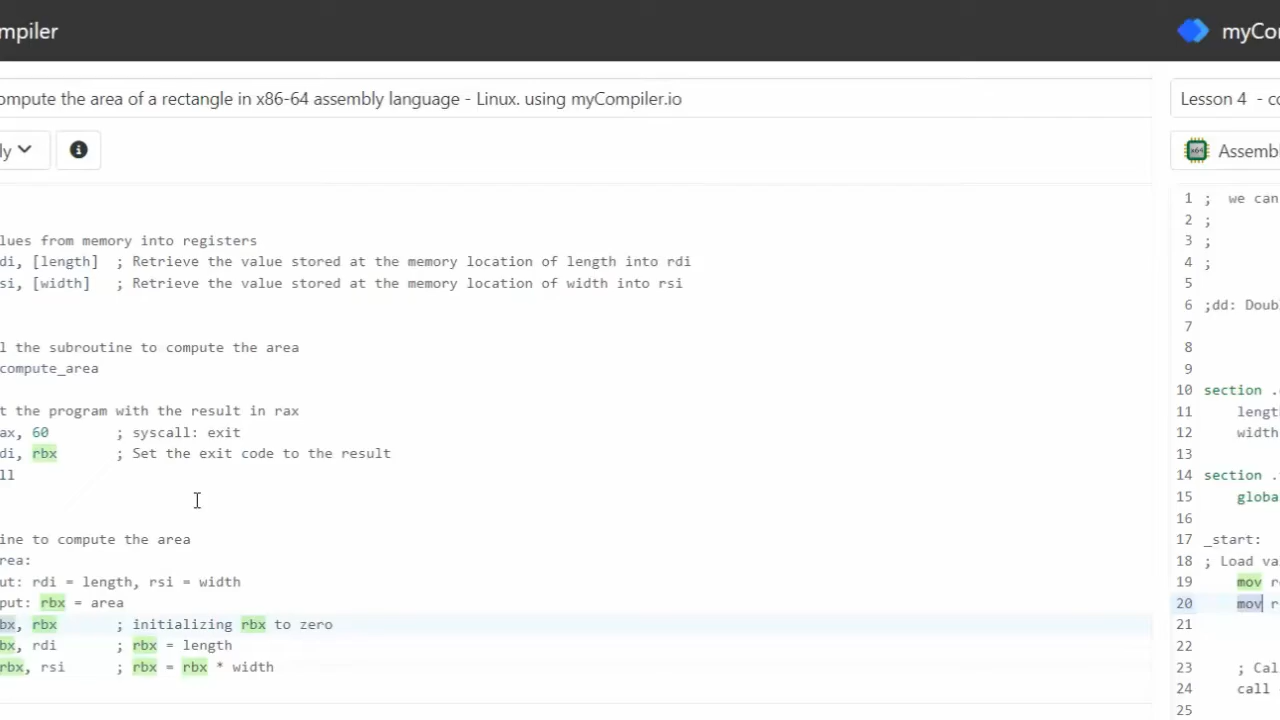 mpiler
ompute the area of a rectangle in x86-64 assembly language - Linux. using myCompiler.io
ly
lues from memory into registers
di, [length] ; Retrieve the value stored at the memory location of length into rdi
si, [width] ; Retrieve the value stored at the memory location of width into rsi
l the subroutine to compute the area
compute_area
t the program with the result in rax
ax, 60 ; syscall: exit
di, rbx ; Set the exit code to the result
ll
ine to compute the area
rea:
ut: rdi = length, rsi = width
put: rbx = area
bx, rbx ; initializing rbx to zero
bx, rdi ; rbx = length
rbx, rsi ; rbx = rbx * width
myCo
Lesson 4 - co
x64 Assembl
1 ; we can
2 ;
3 ;
4 ;
5
6 ;dd: Doub
7
8
9
10 section .
11 length
12 width
13
14 section .
15 globa
16
17 _start:
18 ; Load va
19 mov r
20 mov r
21
22
23 ; Cal
24 call
25